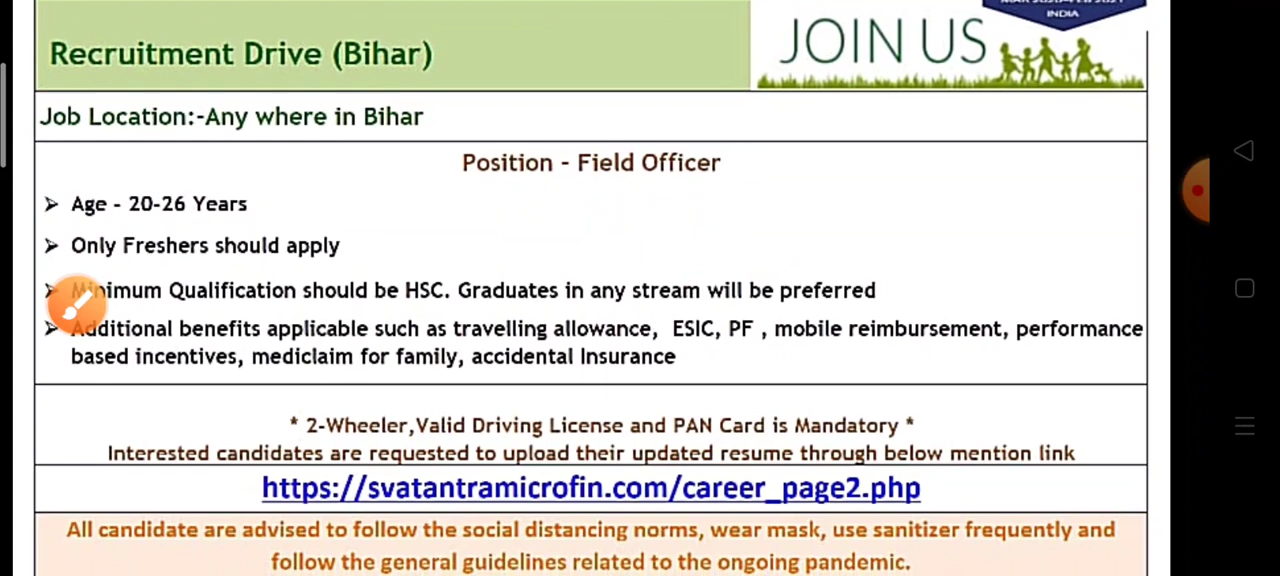 INDIA
JOIN US
Recruitment Drive (Bihar)
Job Location:-Any where in Bihar
Position - Field Officer
➢ Age - 20-26 Years
➢ Only Freshers should apply
➢ Minimum Qualification should be HSC. Graduates in any stream will be preferred
➢ Additional benefits applicable such as travelling allowance, ESIC, PF , mobile reimbursement, performance
based incentives, mediclaim for family, accidental Insurance
* 2-Wheeler,Valid Driving License and PAN Card is Mandatory *
Interested candidates are requested to upload their updated resume through below mention link
https://svatantramicrofin.com/career_page2.php
All candidate are advised to follow the social distancing norms, wear mask, use sanitizer frequently and
follow the general guidelines related to the ongoing pandemic.